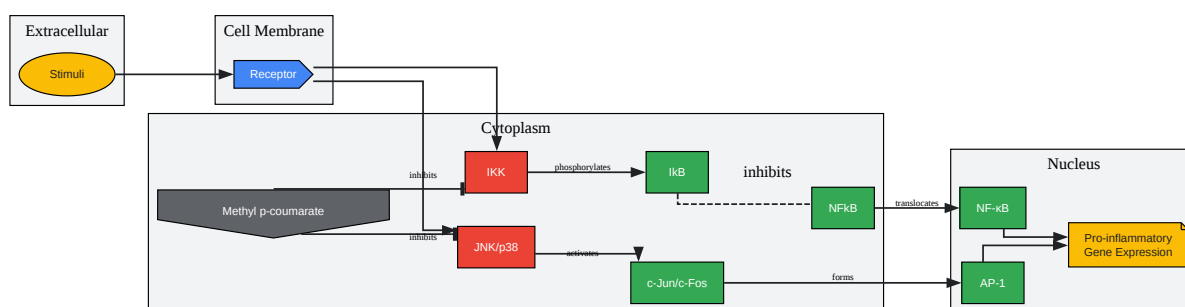 Extracellular
Stimuli
Cell Membrane
Receptor
Cytoplasm
inhibits
IKK
phosphorylates
IkB
inhibits
Methyl p-coumarate
inhibits
JNK/p38
activates
c-Jun/c-Fos
NFkB
translocates
forms
Nucleus
NF-κB
AP-1
Pro-inflammatory
Gene Expression